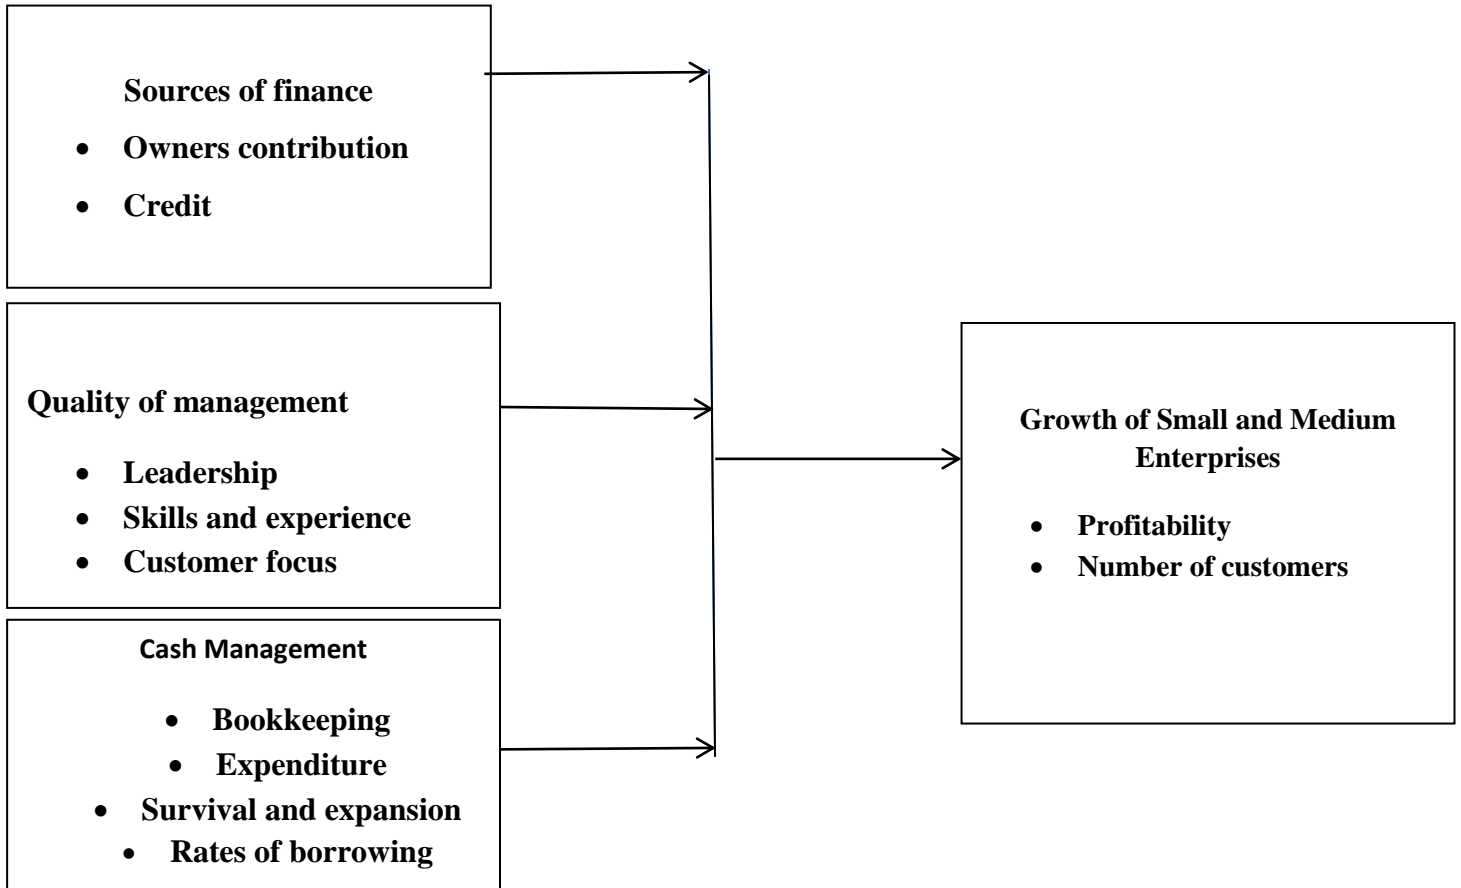 Sources of finance
• Owners contribution
• Credit
Quality of management
• Leadership
• Skills and experience
• Customer focus
Cash Management
• Bookkeeping
• Expenditure
• Survival and expansion
• Rates of borrowing
Growth of Small and Medium
Enterprises
• Profitability
• Number of customers